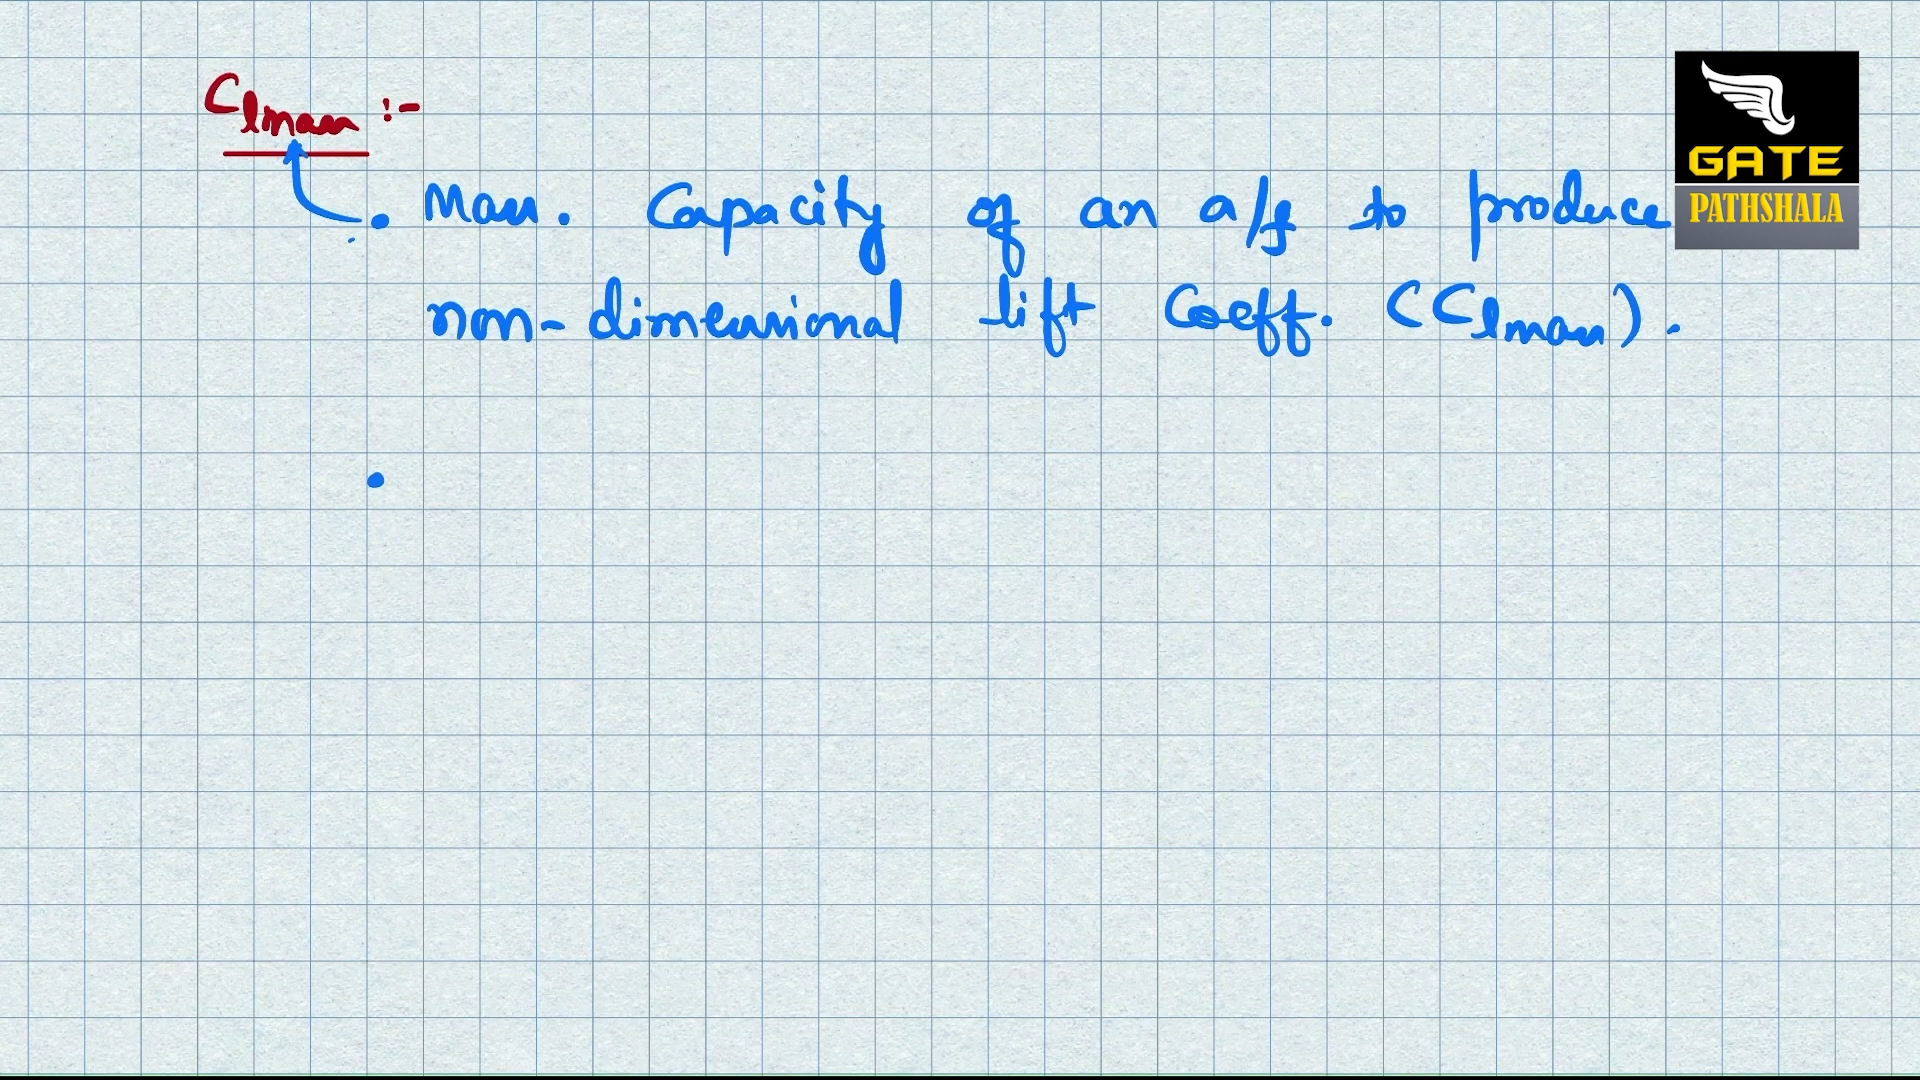 Clmax :-
• Max. Capacity of an a/f to produce
non-dimensional lift Coeff. (Clmax).
•
GATE
PATHSHALA